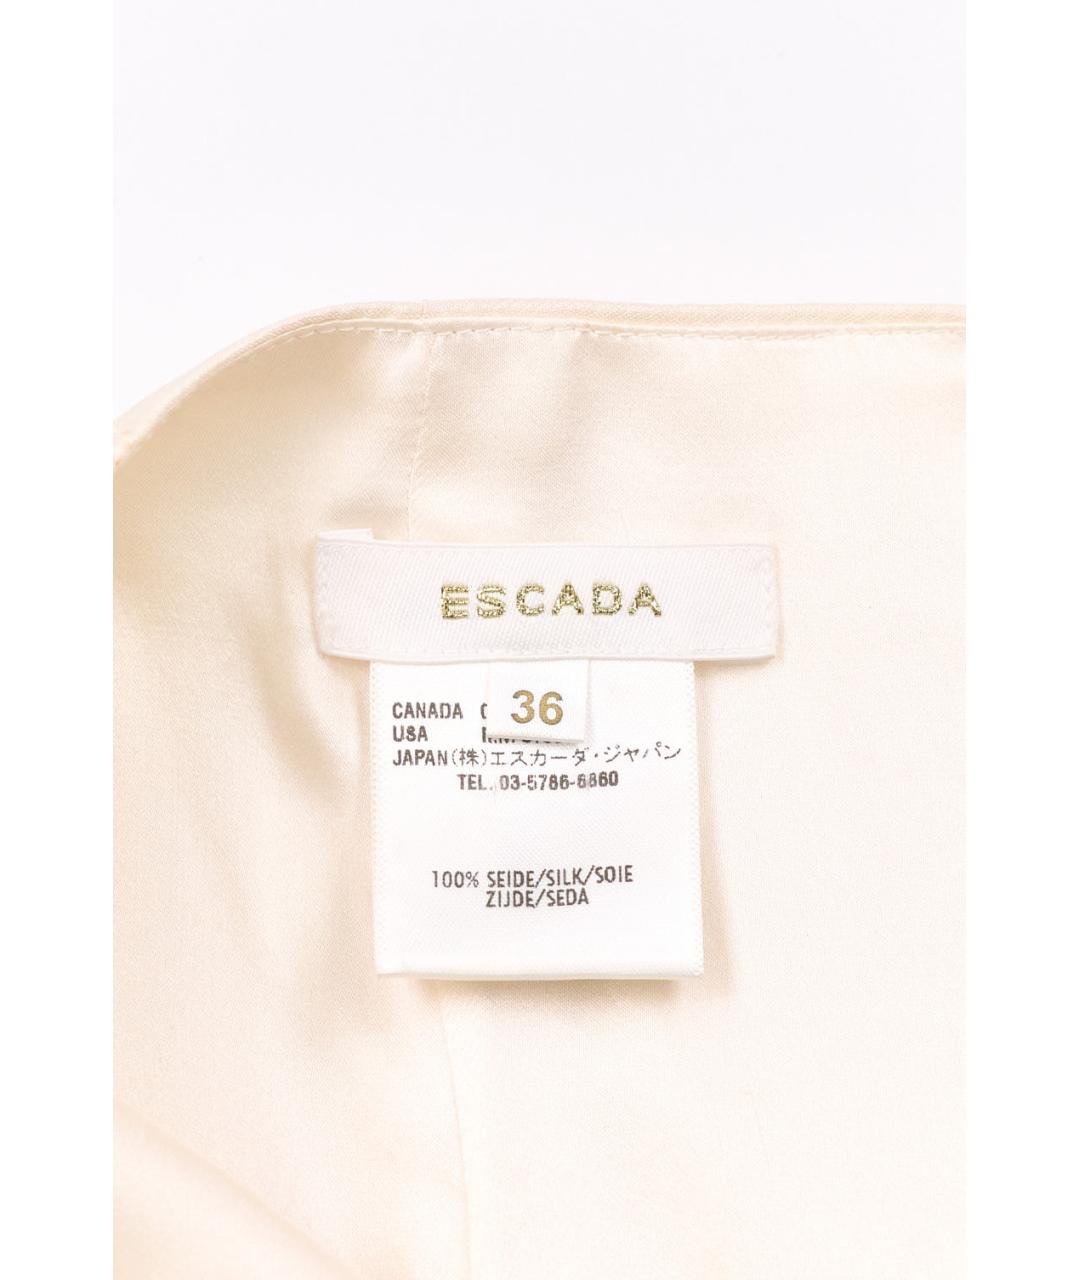 ESCADA
36
CANADA
USA
JAPAN(株)エスカーダ・ジャパン
TEL. 03-5786-6660
100% SEIDE/SILK/SOIE
ZIJDE/SEDA